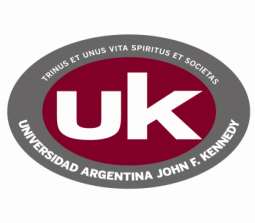 TRINUS ET UNUS VITA SPIRITUS ET SOCIETAS
uk
UNIVERSIDAD ARGENTINA JOHN F. KENNEDY